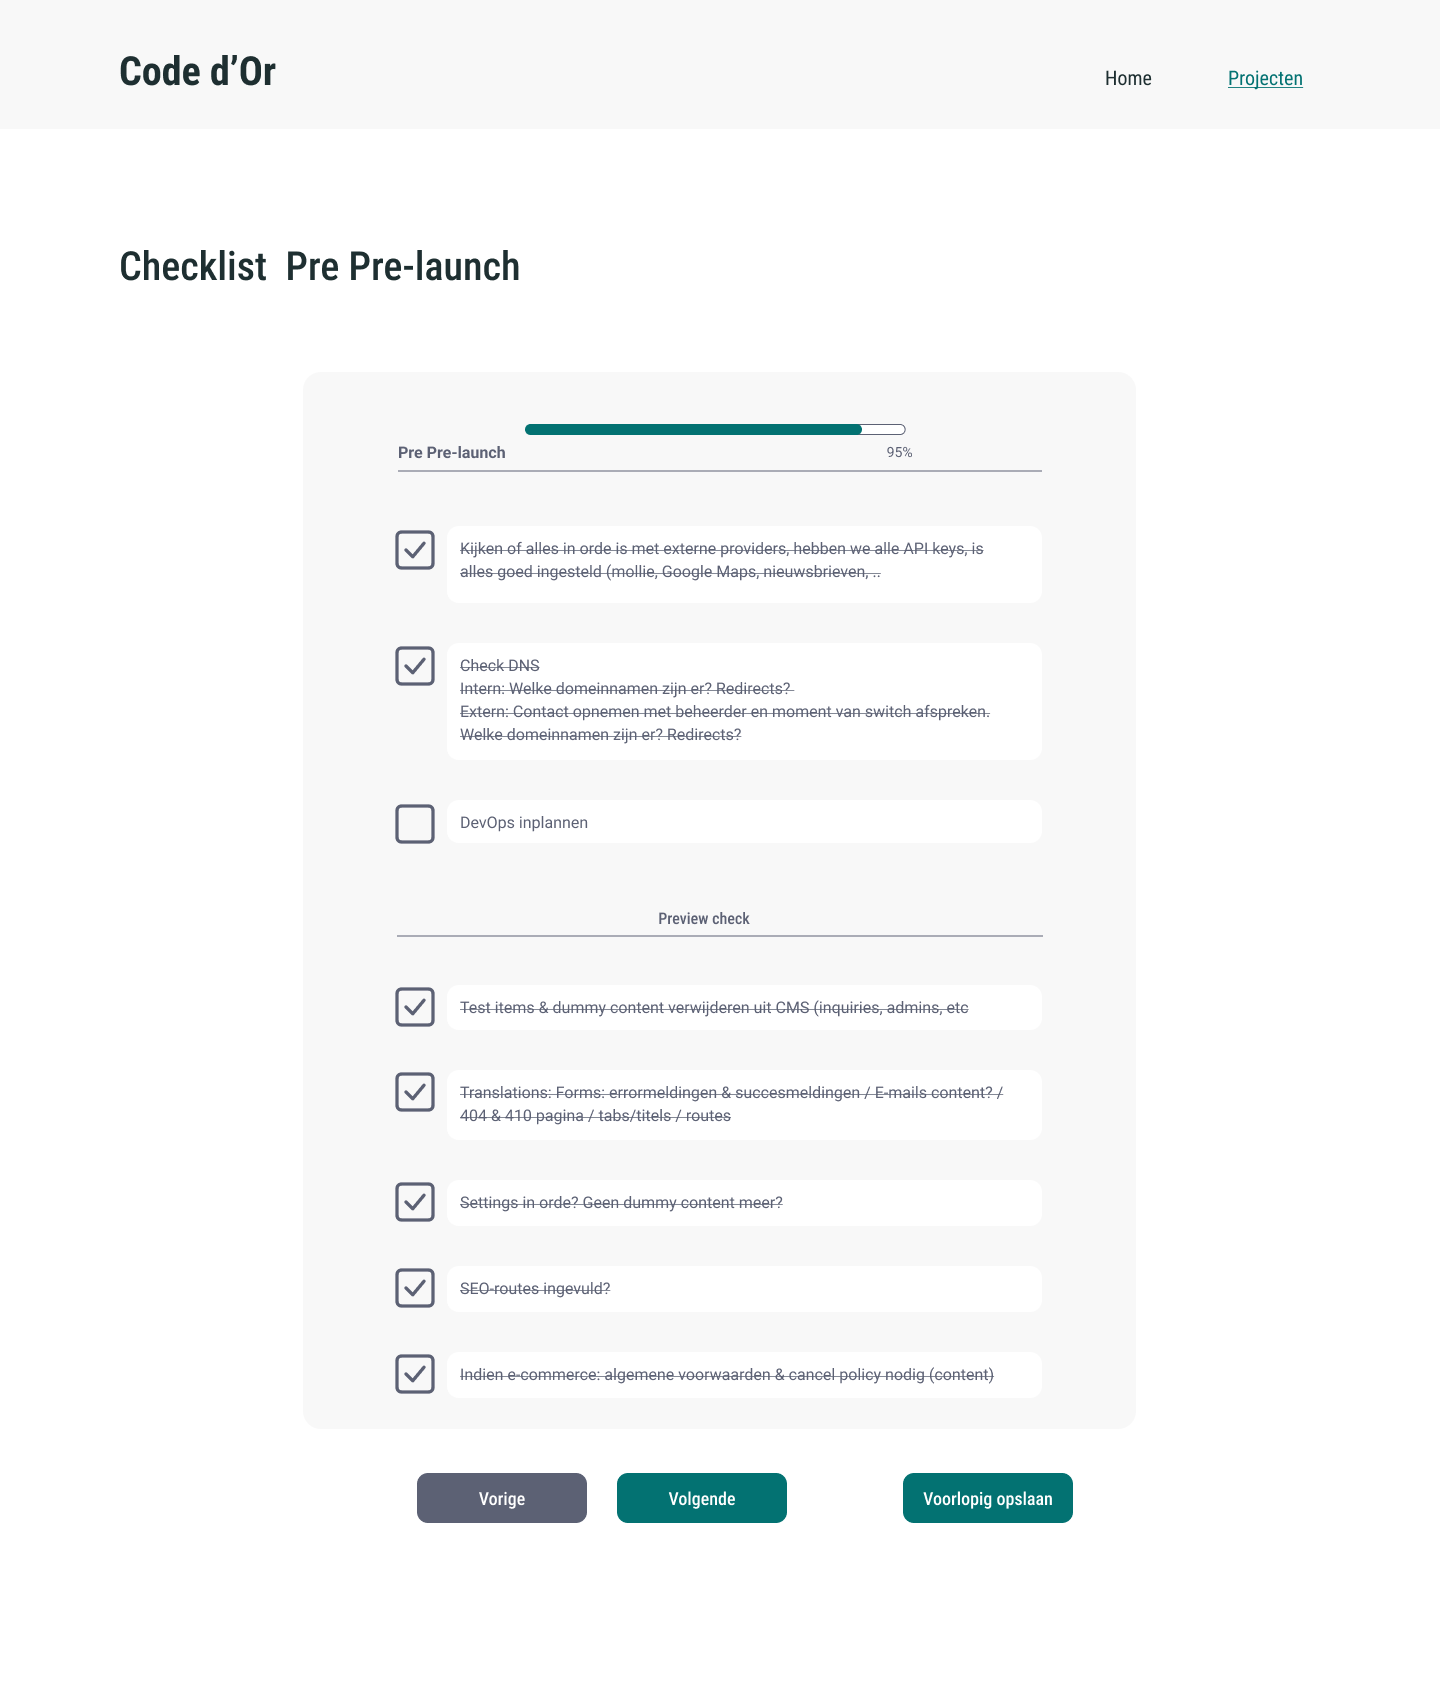 Code d’Or
Home
Projecten
Checklist  Pre Pre-launch
Pre Pre-launch
95%
Kijken of alles in orde is met externe providers, hebben we alle API keys, is
alles goed ingesteld (mollie, Google Maps, nieuwsbrieven, ..
Check DNS
Intern: Welke domeinnamen zijn er? Redirects?
Extern: Contact opnemen met beheerder en moment van switch afspreken.
Welke domeinnamen zijn er? Redirects?
DevOps inplannen
Preview check
Test items & dummy content verwijderen uit CMS (inquiries, admins, etc
Translations: Forms: errormeldingen & succesmeldingen / E-mails content? /
404 & 410 pagina / tabs/titels / routes
Settings in orde? Geen dummy content meer?
SEO-routes ingevuld?
Indien e-commerce: algemene voorwaarden & cancel policy nodig (content)
Vorige
Volgende
Voorlopig opslaan